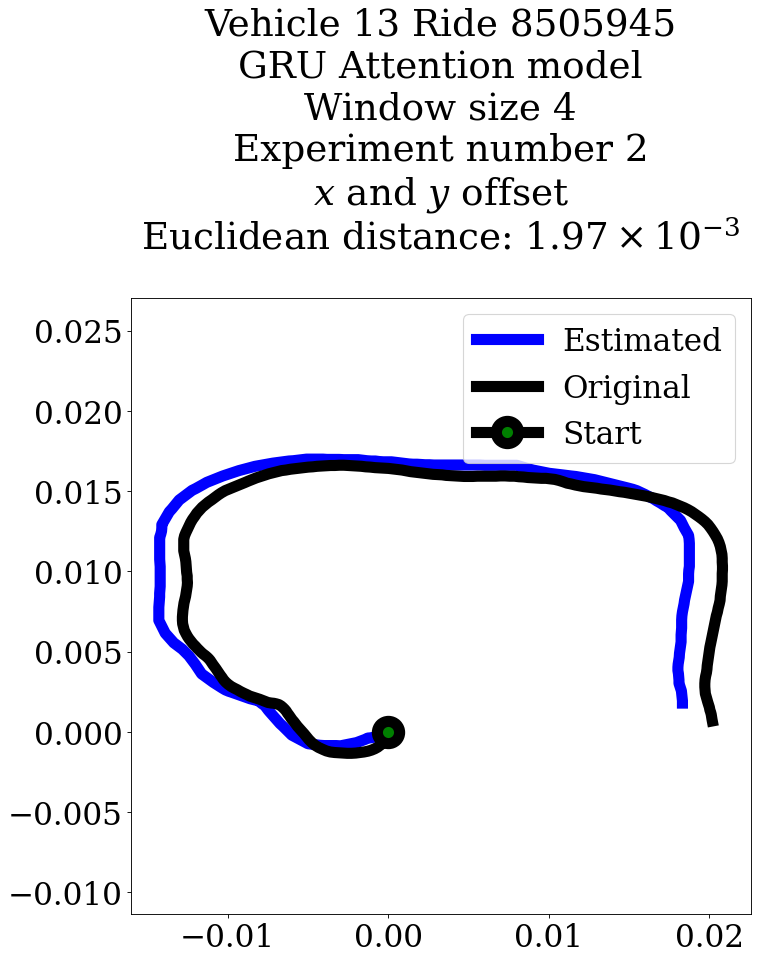 Vehicle 13 Ride 8505945
GRU Attention model
Window size 4
Experiment number 2
x and y offset
Euclidean distance: 1.97 × 10⁻³
Estimated
Original
Start
0.025
0.020
0.015
0.010
0.005
0.000
−0.005
−0.010
−0.01
0.00
0.01
0.02